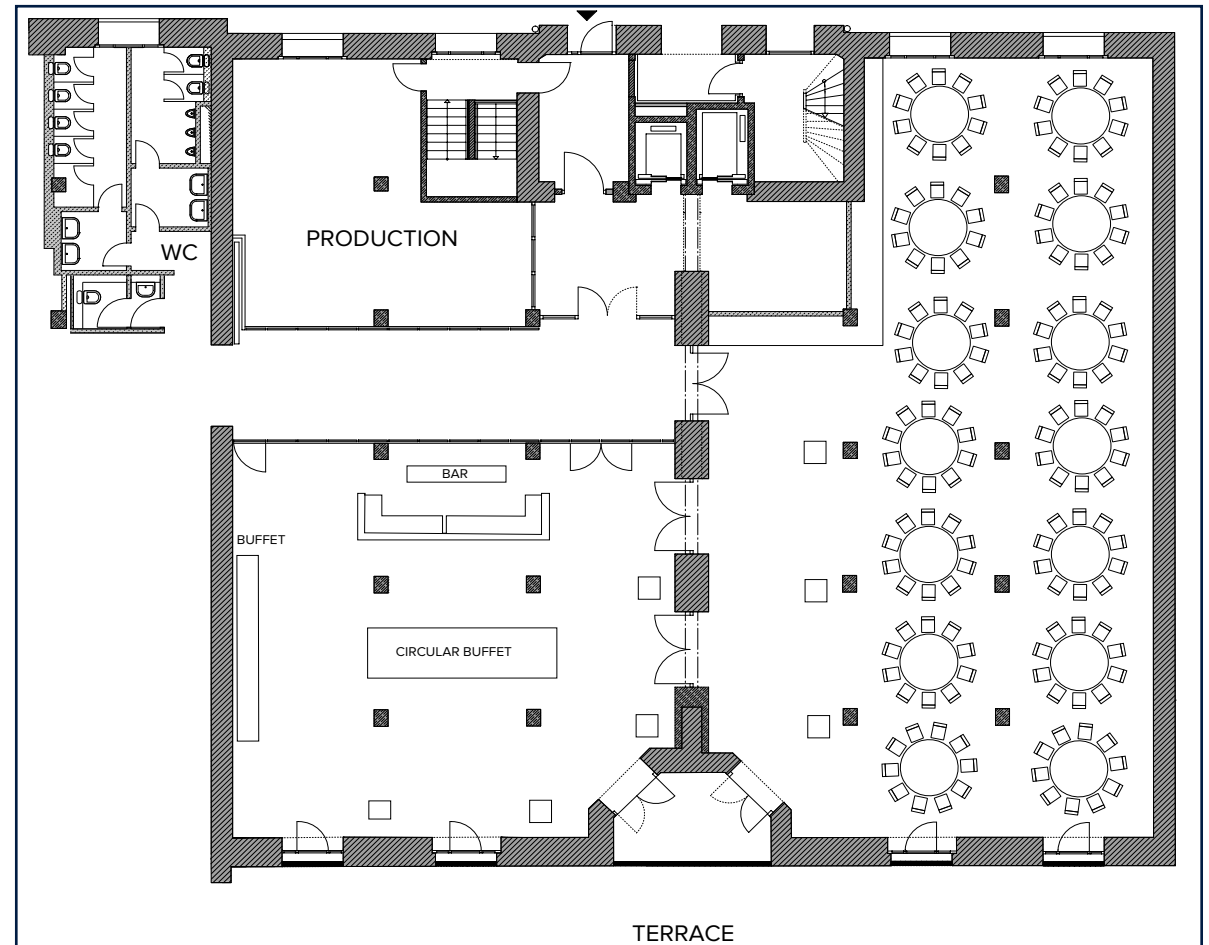 PRODUCTION
WC
BAR
BUFFET
CIRCULAR BUFFET
TERRACE